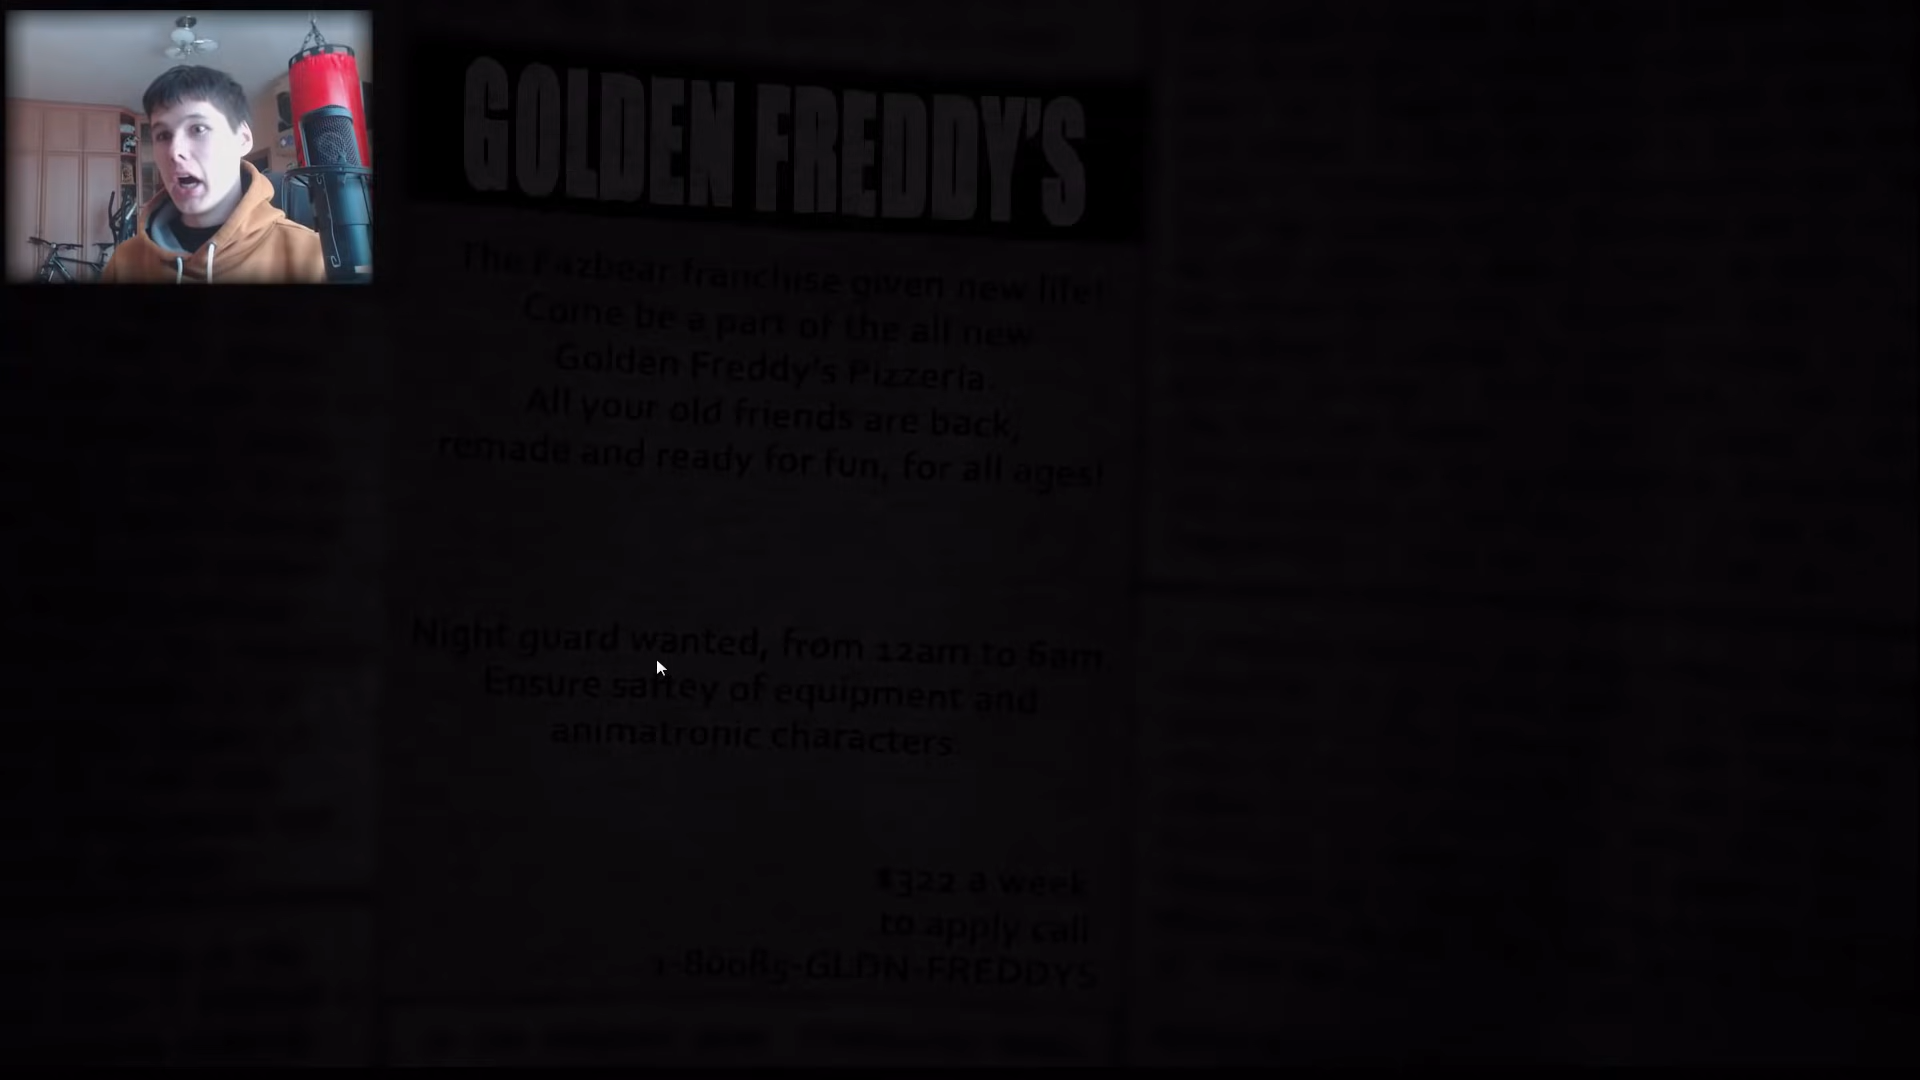 GOLDEN FREDDY'S
The Fazbear franchise given new life!
Come be a part of the all new
Golden Freddy's Pizzeria.
All your old friends are back,
remade and ready for fun, for all ages!
Night guard wanted, from 12am to 6am
Ensure saftey of equipment and
animatronic characters
$322 a week
to apply call
1-80085-GLDN-FREDDYS